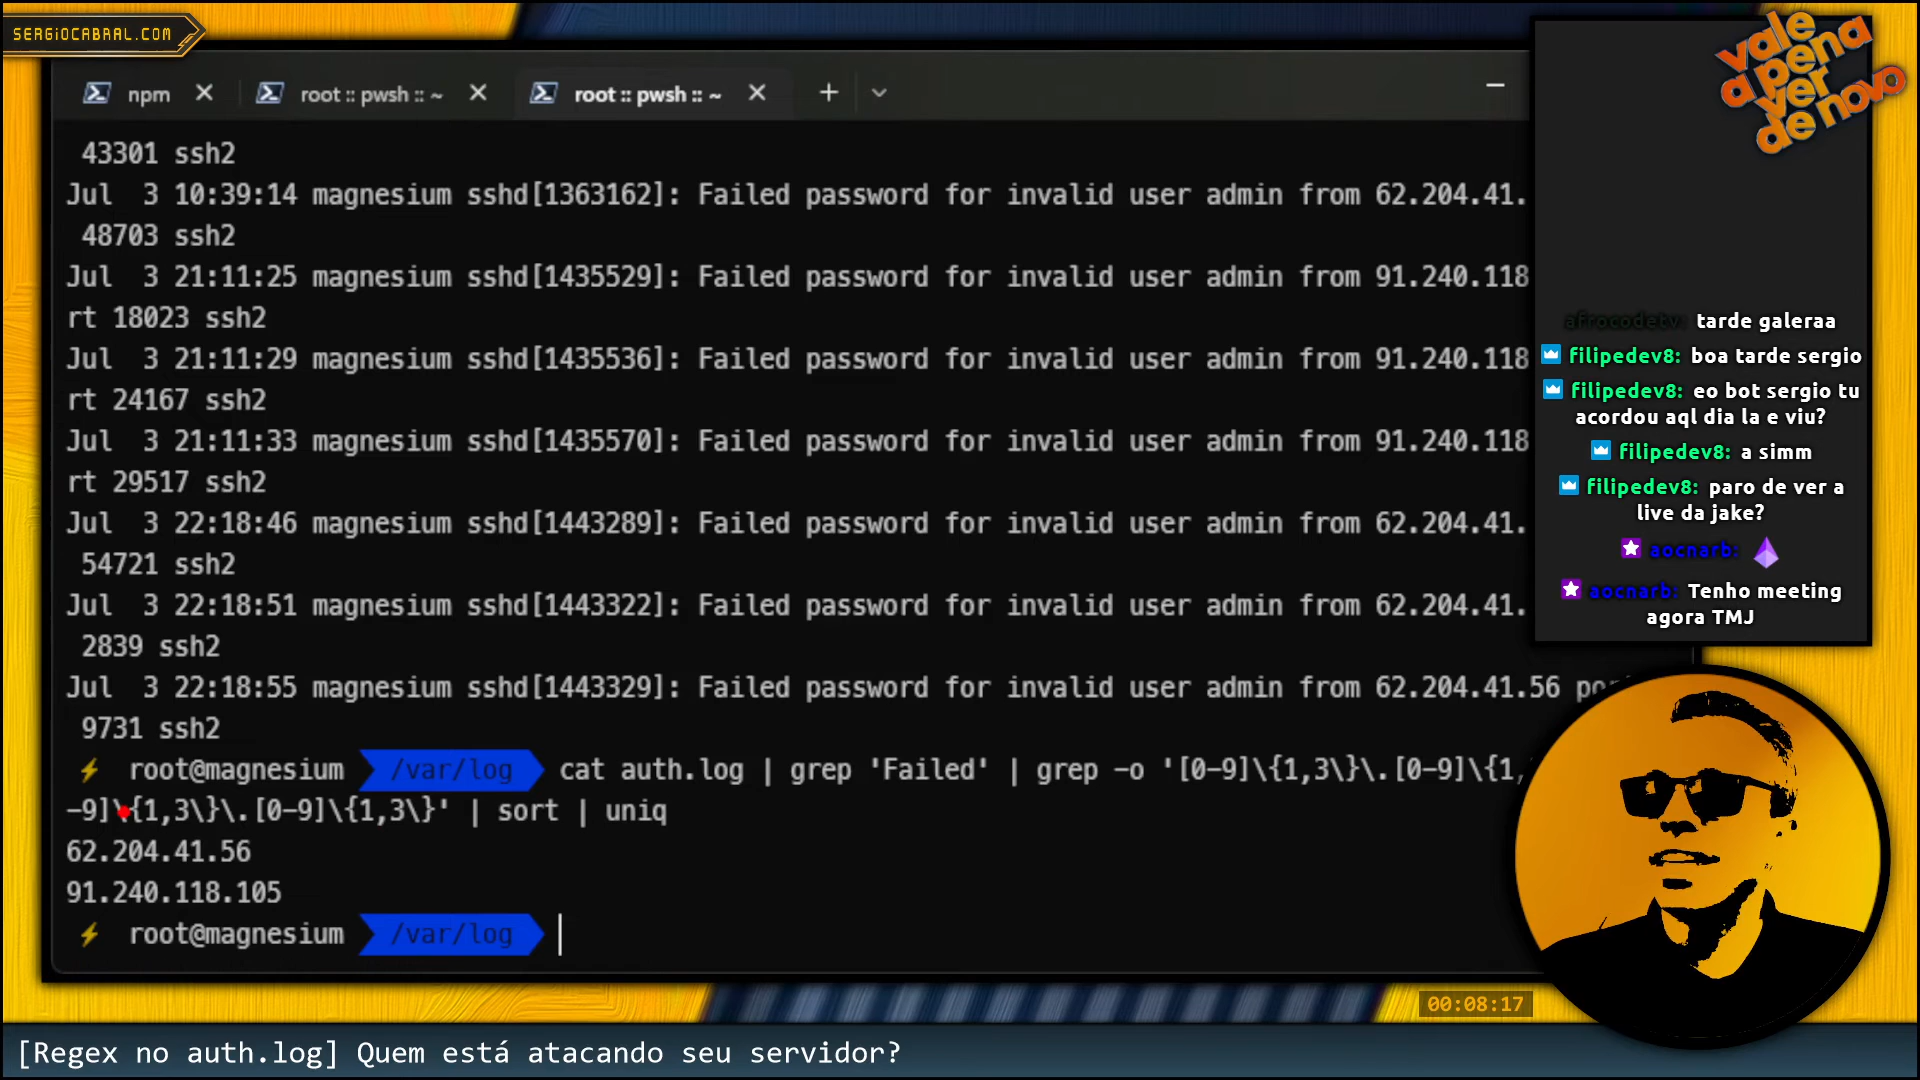 SERGIOCABRAL.COM
npm
root :: pwsh :: ~
root :: pwsh :: ~
43301 ssh2
Jul  3 10:39:14 magnesium sshd[1363162]: Failed password for invalid user admin from 62.204.41.
48703 ssh2
Jul  3 21:11:25 magnesium sshd[1435529]: Failed password for invalid user admin from 91.240.118
rt 18023 ssh2
Jul  3 21:11:29 magnesium sshd[1435536]: Failed password for invalid user admin from 91.240.118
rt 24167 ssh2
Jul  3 21:11:33 magnesium sshd[1435570]: Failed password for invalid user admin from 91.240.118
rt 29517 ssh2
Jul  3 22:18:46 magnesium sshd[1443289]: Failed password for invalid user admin from 62.204.41.
54721 ssh2
Jul  3 22:18:51 magnesium sshd[1443322]: Failed password for invalid user admin from 62.204.41.
2839 ssh2
Jul  3 22:18:55 magnesium sshd[1443329]: Failed password for invalid user admin from 62.204.41.56
9731 ssh2
root@magnesium /var/log cat auth.log | grep 'Failed' | grep -o '[0-9]\{1,3\}\.[0-9]\{1,
-9]\{1,3\}\.[0-9]\{1,3\}' | sort | uniq
62.204.41.56
91.240.118.105
root@magnesium /var/log
vale
a pena
ver
de novo
afrocodetv: tarde galeraa
filipedev8: boa tarde sergio
filipedev8: eo bot sergio tu
acordou aql dia la e viu?
filipedev8: a simm
filipedev8: paro de ver a
live da jake?
aocnarb:
aocnarb: Tenho meeting
agora TMJ
00:08:17
[Regex no auth.log] Quem está atacando seu servidor?